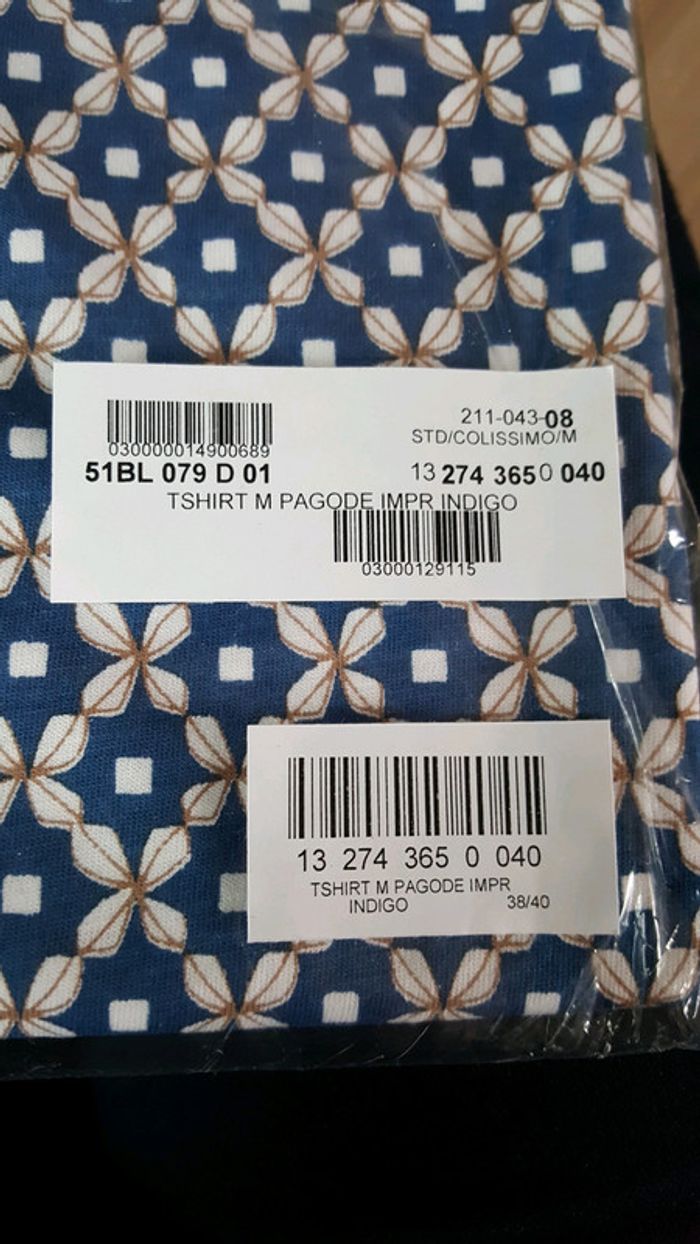 211-043-08
030000014900689
STD/COLISSIMO/M
51BL 079 D 01
13 274 365 0 040
TSHIRT M PAGODE IMPR INDIGO
03000129115
13 274 365 0 040
TSHIRT M PAGODE IMPR
INDIGO 38/40